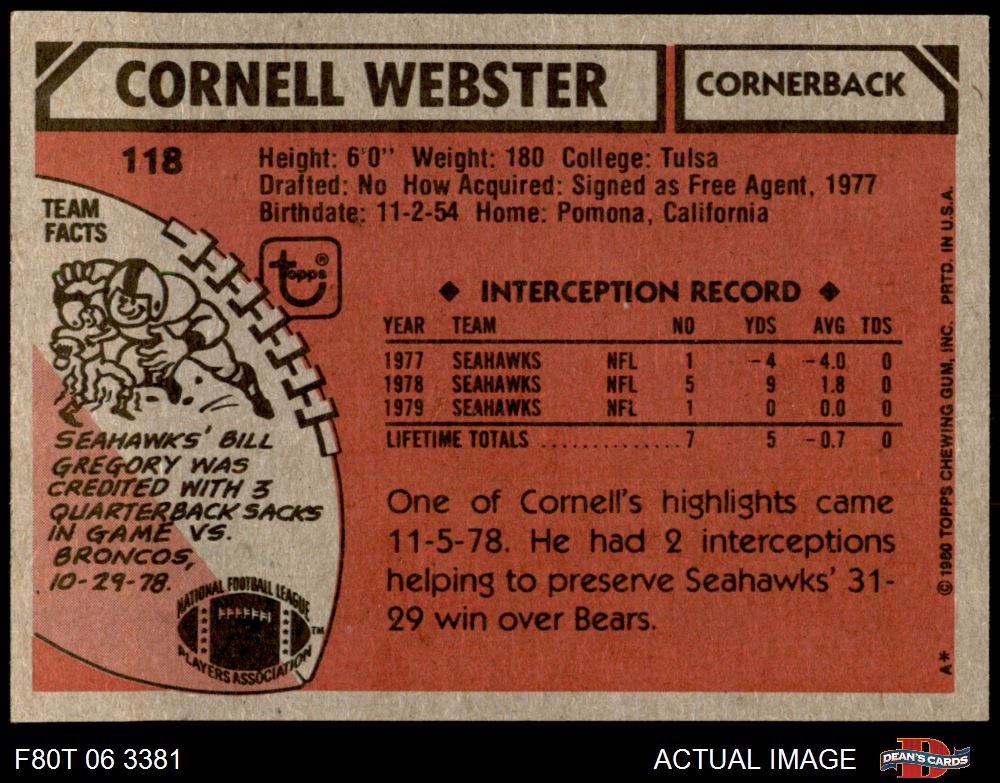 CORNELL WEBSTER
CORNERBACK
118
Height: 6'0" Weight: 180 College: Tulsa
Drafted: No How Acquired: Signed as Free Agent, 1977
Birthdate: 11-2-54 Home: Pomona, California
TEAM
FACTS
topps®
SEAHAWKS' BILL
GREGORY WAS
CREDITED WITH 3
QUARTERBACK SACKS
IN GAME VS.
BRONCOS,
10-29-78.
NATIONAL FOOTBALL LEAGUE
PLAYERS ASSOCIATION
TM
◆ INTERCEPTION RECORD ◆
YEAR TEAM NO YDS AVG TDS
1977 SEAHAWKS NFL 1 -4 -4.0 0
1978 SEAHAWKS NFL 5 9 1.8 0
1979 SEAHAWKS NFL 1 0 0.0 0
LIFETIME TOTALS .............. 7 5 -0.7 0
One of Cornell's highlights came
11-5-78. He had 2 interceptions
helping to preserve Seahawks' 31-
29 win over Bears.
A* © 1980 TOPPS CHEWING GUM, INC. PRTD. IN U.S.A.
F80T 06 3381
ACTUAL IMAGE
DEAN'S CARDS